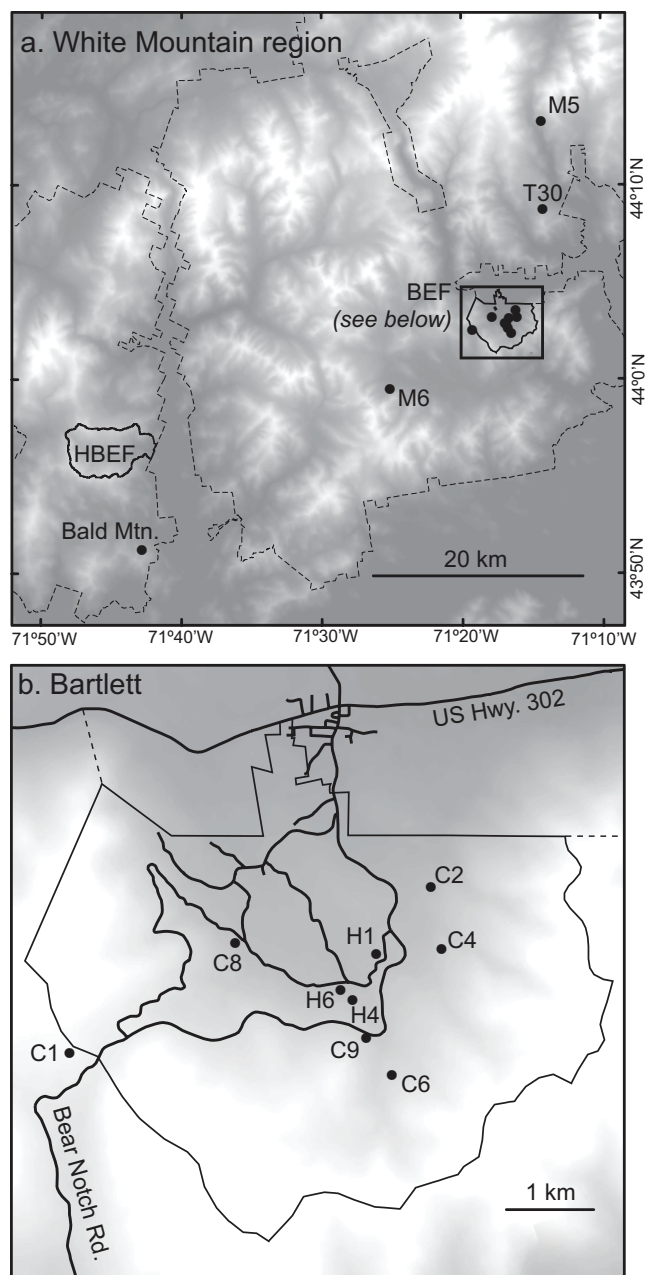 a. White Mountain region
M5
T30
44°10'N
BEF
(see below)
44°0'N
M6
HBEF
Bald Mtn.
20 km
43°50'N
71°50'W 71°40'W 71°30'W 71°20'W 71°10'W
b. Bartlett
US Hwy. 302
C2
H1
C4
C8
H6
H4
C9
C1
C6
Bear Notch Rd.
1 km